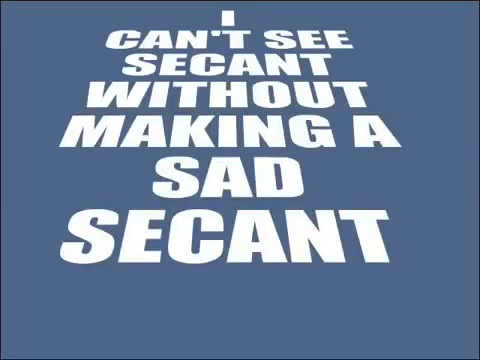 I
CAN'T SEE
SECANT
WITHOUT
MAKING A
SAD
SECANT